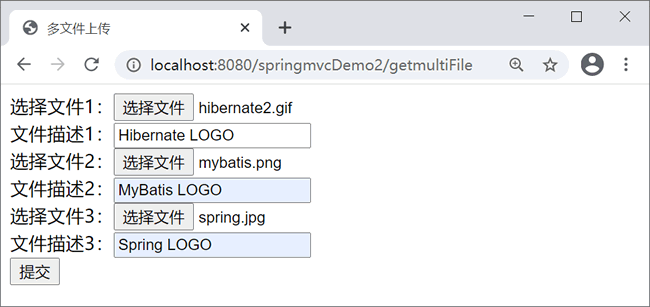 多文件上传
localhost:8080/springmvcDemo2/getmultiFile
选择文件1： 选择文件 hibernate2.gif
文件描述1： Hibernate LOGO
选择文件2： 选择文件 mybatis.png
文件描述2： MyBatis LOGO
选择文件3： 选择文件 spring.jpg
文件描述3： Spring LOGO
提交